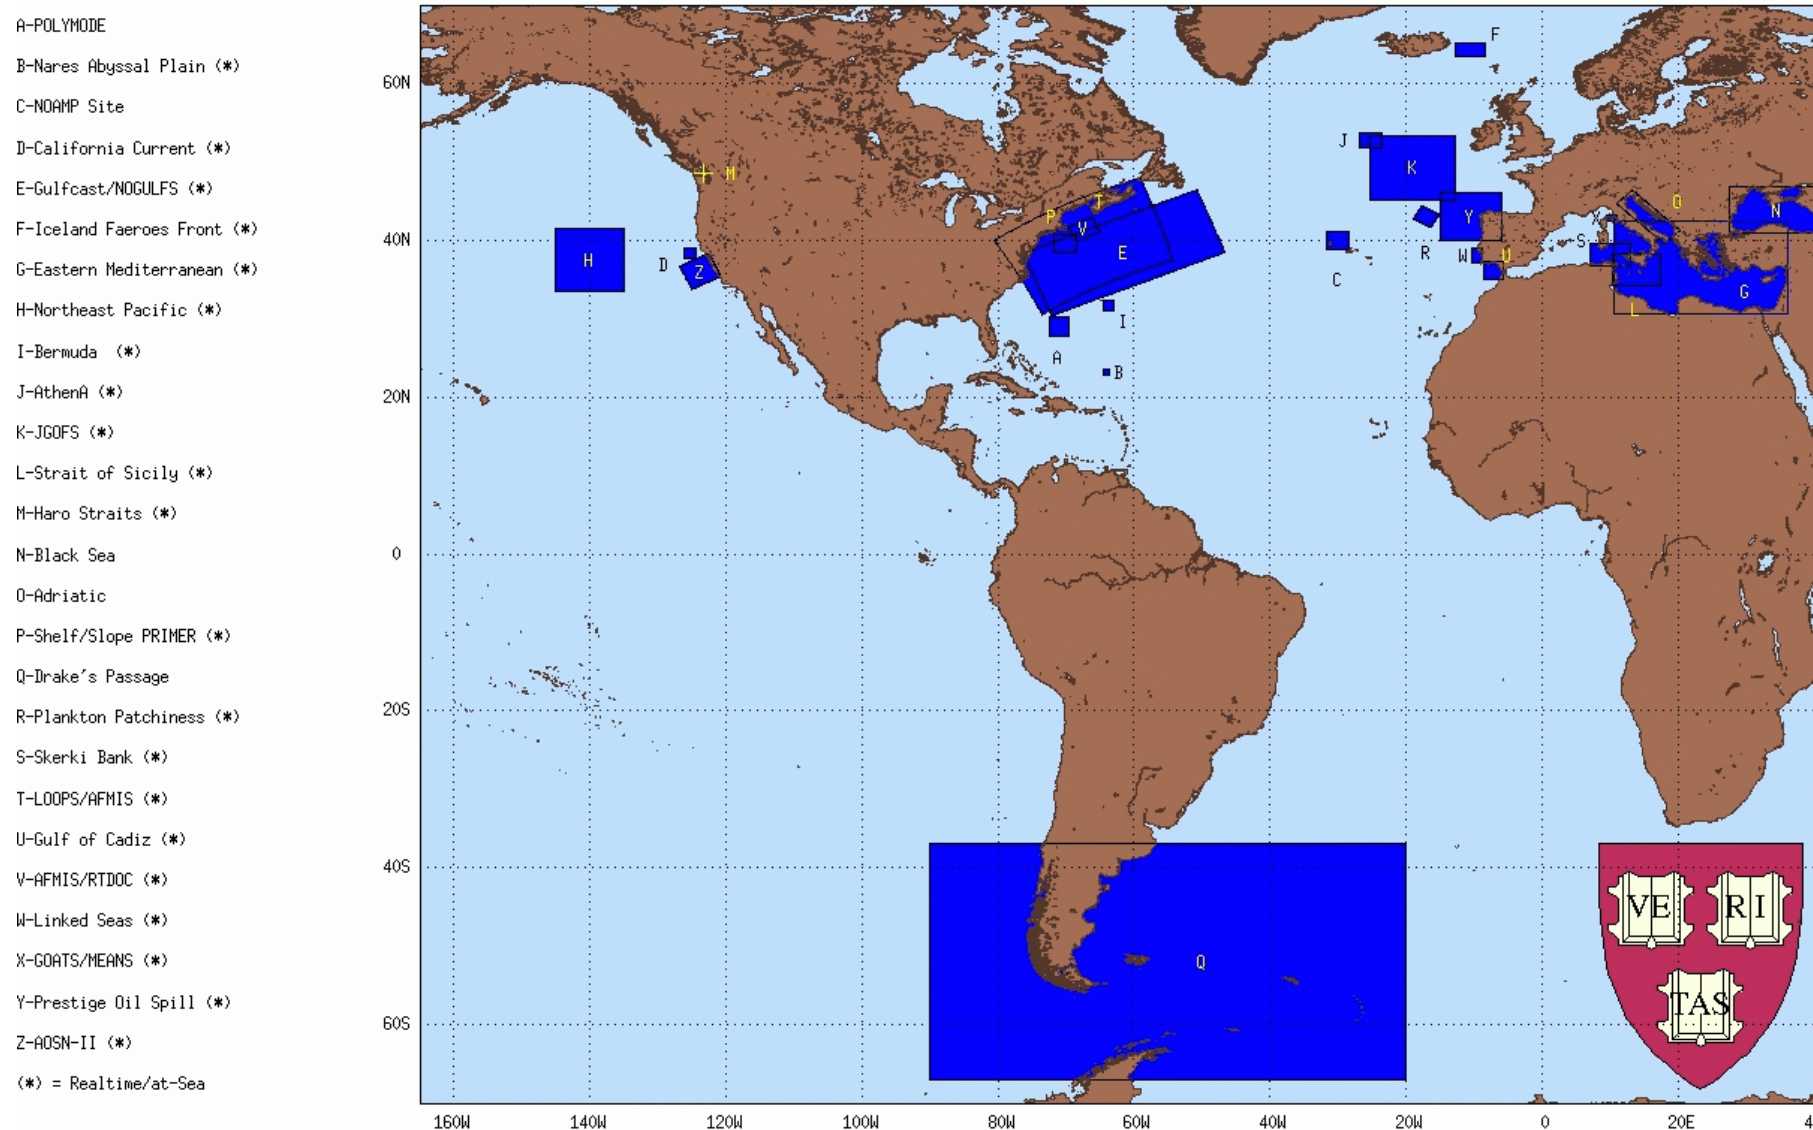 A-POLYMODE
B-Nares Abyssal Plain (*)
C-NOAMP Site
D-California Current (*)
E-Gulfcast/NOGULFS (*)
F-Iceland Faeroes Front (*)
G-Eastern Mediterranean (*)
H-Northeast Pacific (*)
I-Bermuda (*)
J-AthenA (*)
K-JGOFS (*)
L-Strait of Sicily (*)
M-Haro Straits (*)
N-Black Sea
O-Adriatic
P-Shelf/Slope PRIMER (*)
Q-Drake's Passage
R-Plankton Patchiness (*)
S-Skerki Bank (*)
T-LOOPS/AFMIS (*)
U-Gulf of Cadiz (*)
V-AFMIS/RTDOC (*)
W-Linked Seas (*)
X-GOATS/MEANS (*)
Y-Prestige Oil Spill (*)
Z-AOSN-II (*)
(*) = Realtime/at-Sea
F
60N
J
K
M
P T O
V Y N
40N
X
S
H D Z E R W U
C G
I L
A
B
20N
0
20S
40S
VE RI
Q
TAS
60S
160W 140W 120W 100W 80W 60W 40W 20W 0 20E 4